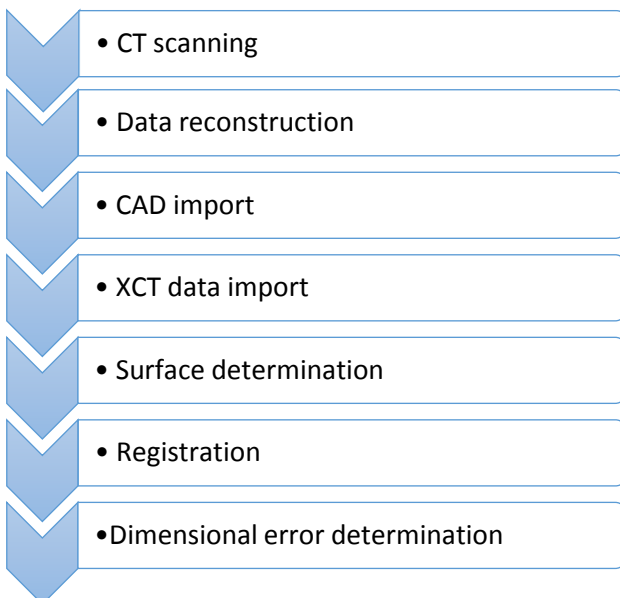 • CT scanning
• Data reconstruction
• CAD import
• XCT data import
• Surface determination
• Registration
•Dimensional error determination